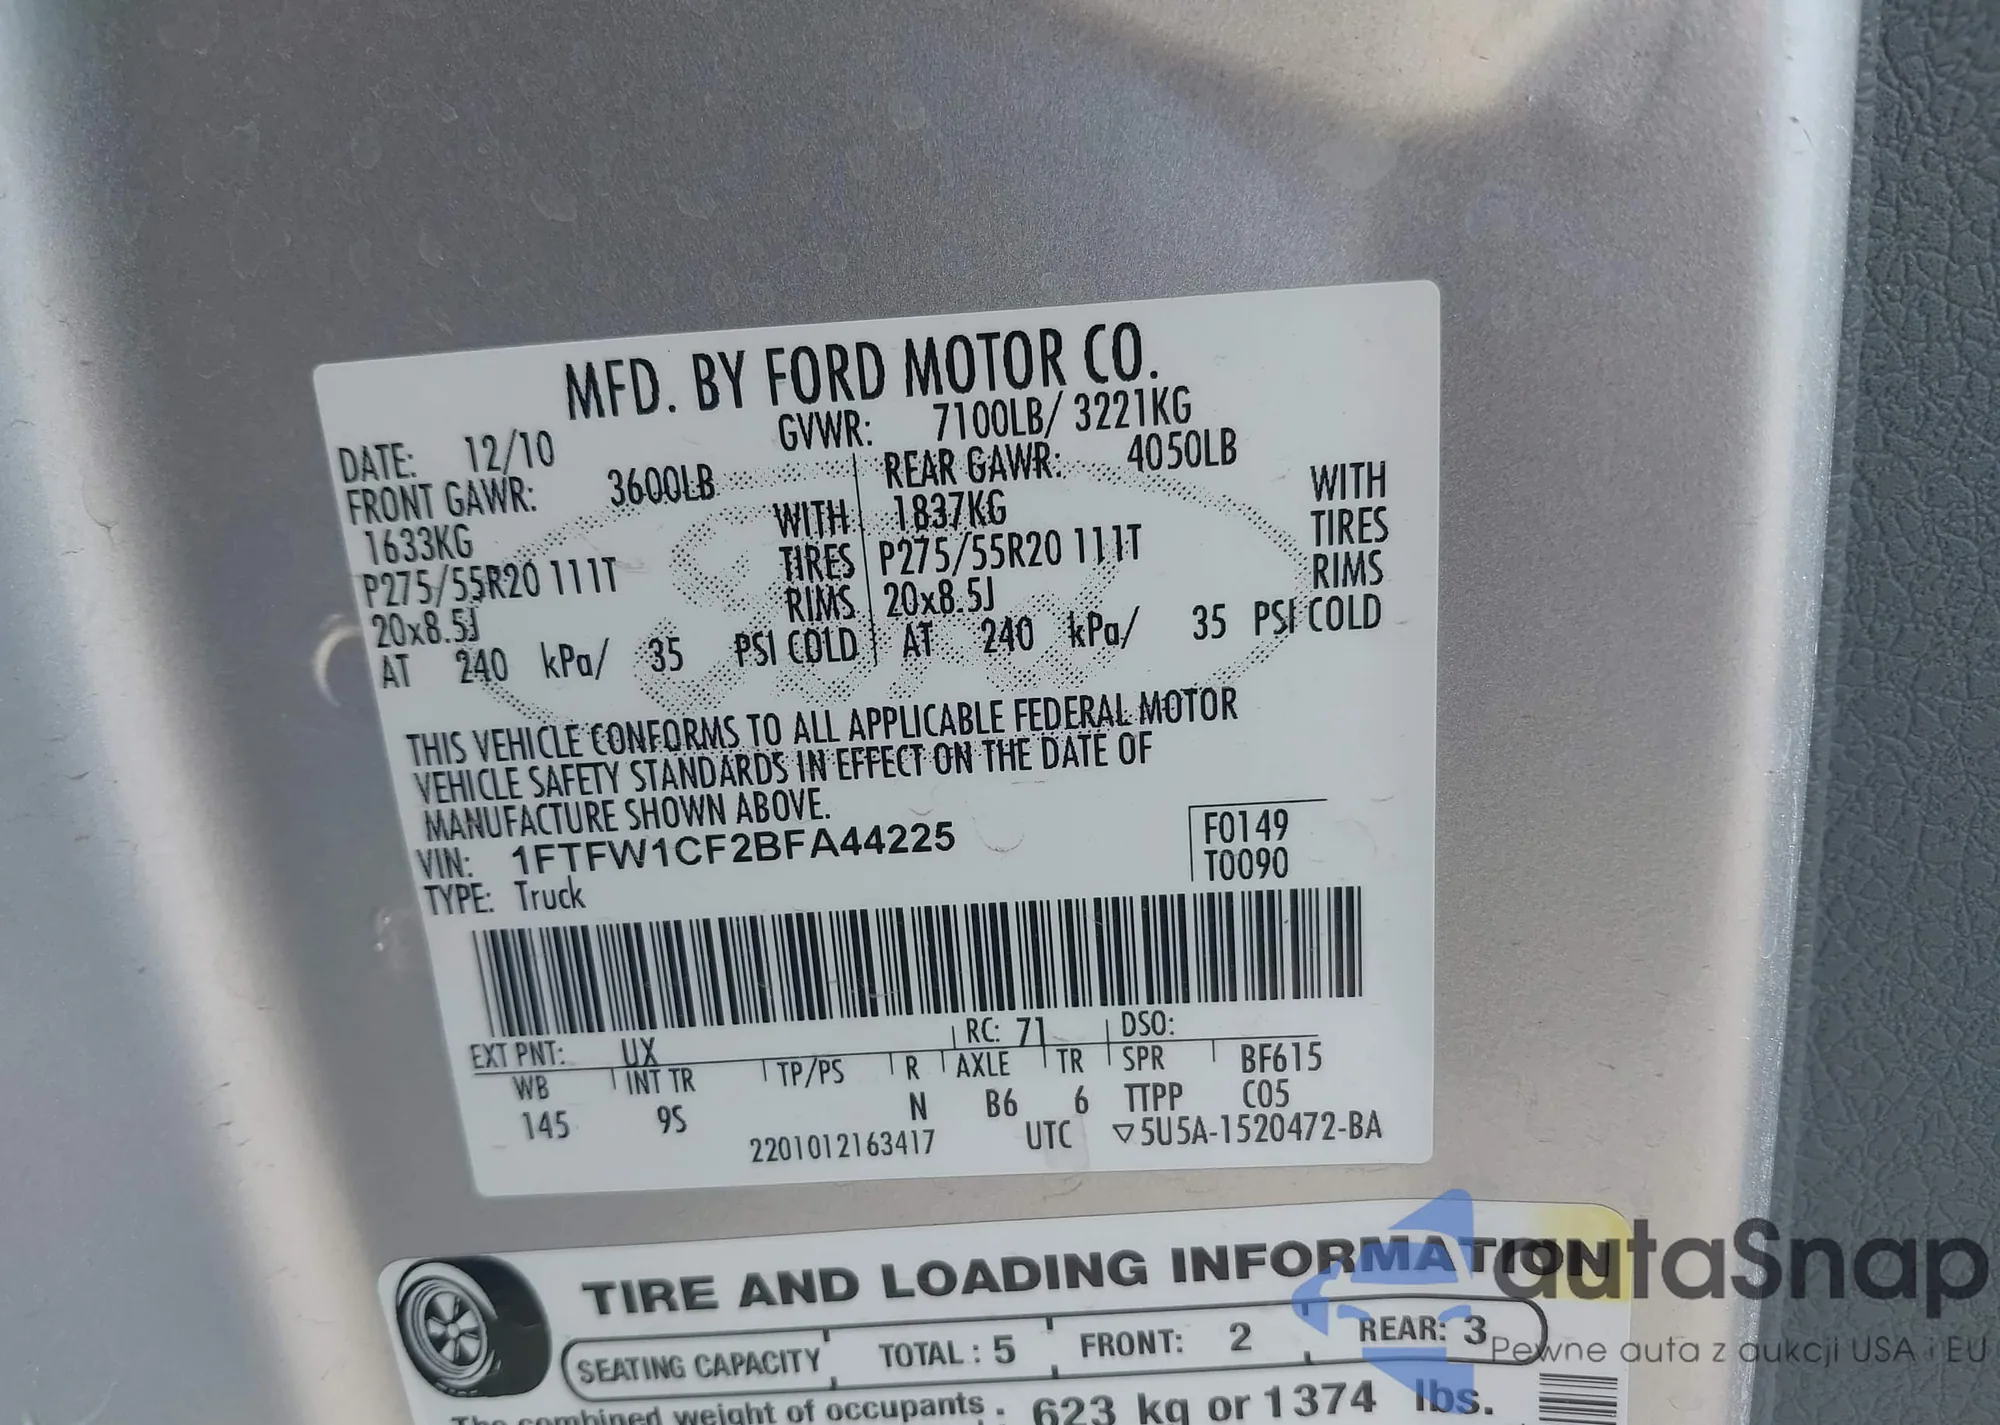 MFD. BY FORD MOTOR CO.
DATE: 12/10 GVWR: 7100LB/ 3221KG
FRONT GAWR: 3600LB REAR GAWR: 4050LB
1633KG WITH 1837KG WITH
P275/55R20 111T TIRES P275/55R20 111T TIRES
20x8.5J RIMS 20x8.5J RIMS
AT 240 kPa/ 35 PSI COLD AT 240 kPa/ 35 PSI COLD
THIS VEHICLE CONFORMS TO ALL APPLICABLE FEDERAL MOTOR
VEHICLE SAFETY STANDARDS IN EFFECT ON THE DATE OF
MANUFACTURE SHOWN ABOVE.
VIN: 1FTFW1CF2BFA44225 F0149
TYPE: Truck T0090
EXT PNT: UX RC: 71 DSO:
WB INT TR TP/PS R AXLE TR SPR BF615
145 9S N B6 6 TTPP C05
2201012163417 UTC ▽5U5A-1520472-BA
TIRE AND LOADING INFORMATION
SEATING CAPACITY TOTAL: 5 FRONT: 2 REAR: 3
The combined weight of occupants 623 kg or 1374 lbs.
autaSnap
Pewne auta z aukcji USA i EU